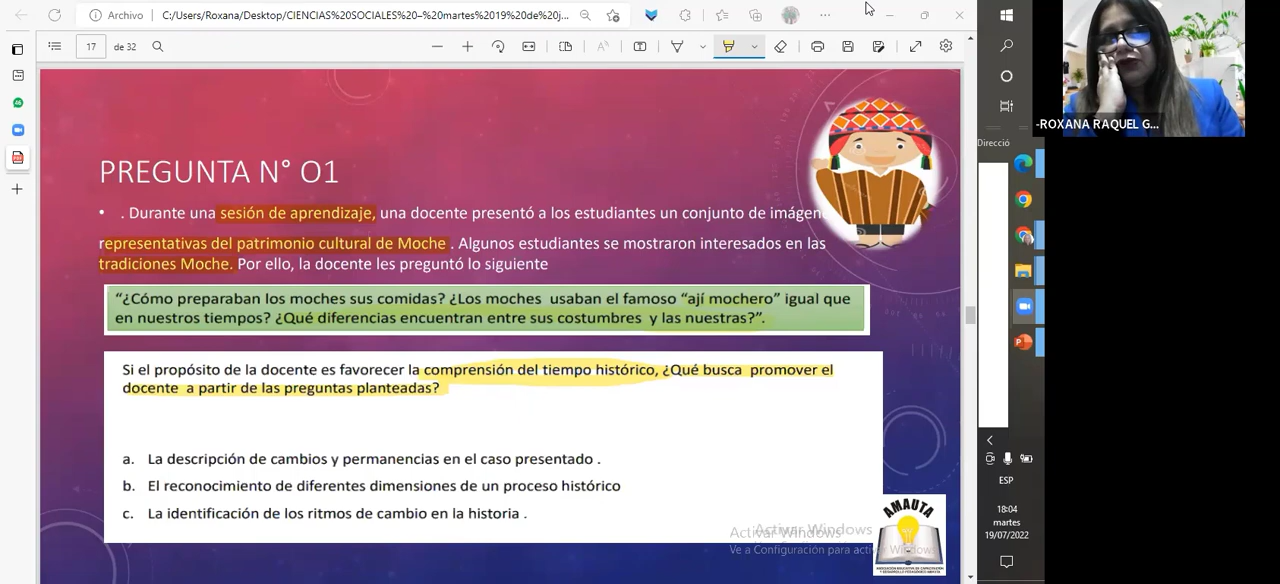 Archivo
C:/Users/Roxana/Desktop/CIENCIAS%20SOCIALES%20–%20martes%2019%20de%20j...
17
de 32
PREGUNTA N° O1
• . Durante una sesión de aprendizaje, una docente presentó a los estudiantes un conjunto de imágen
representativas del patrimonio cultural de Moche . Algunos estudiantes se mostraron interesados en las
tradiciones Moche. Por ello, la docente les preguntó lo siguiente
“¿Cómo preparaban los moches sus comidas? ¿Los moches usaban el famoso “ají mochero” igual que
en nuestros tiempos? ¿Qué diferencias encuentran entre sus costumbres y las nuestras?”.
Si el propósito de la docente es favorecer la comprensión del tiempo histórico, ¿Qué busca promover el
docente a partir de las preguntas planteadas?
a. La descripción de cambios y permanencias en el caso presentado .
b. El reconocimiento de diferentes dimensiones de un proceso histórico
c. La identificación de los ritmos de cambio en la historia .
AMAUTA
Activar Windows
Activar Windows
Ve a Configuración para activ Windows
-ROXANA RAQUEL G...
Direcció
ESP
18:04
martes
19/07/2022